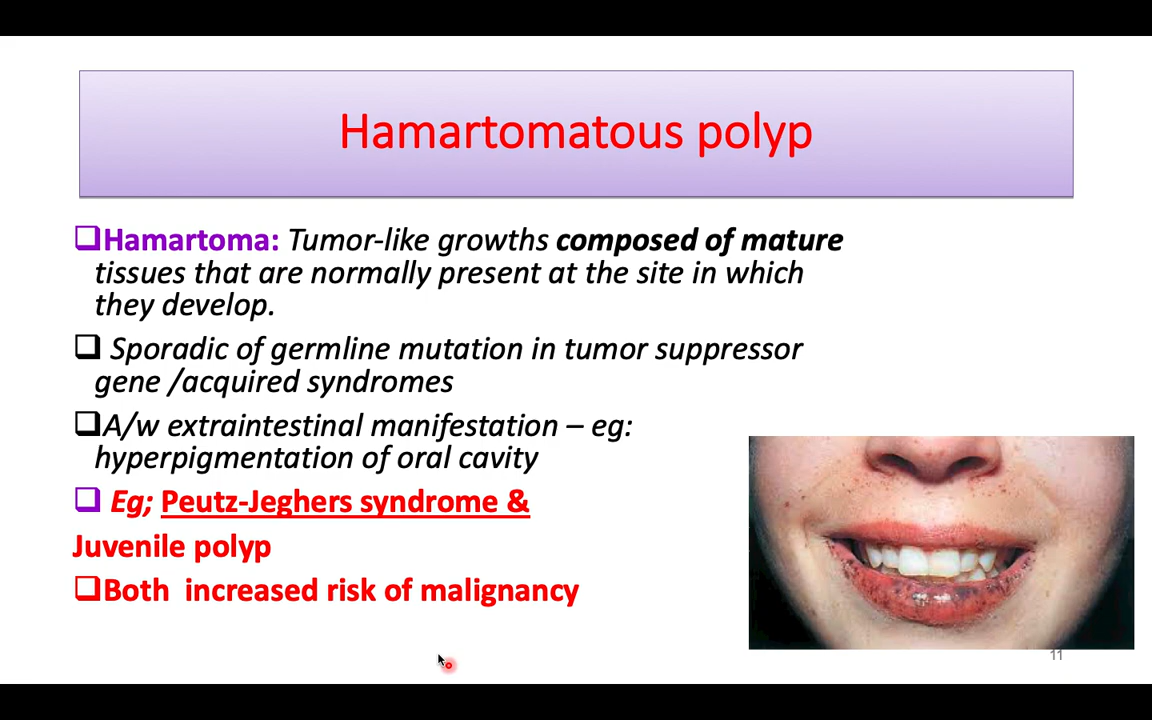 Hamartomatous polyp
Hamartoma: Tumor-like growths composed of mature
tissues that are normally present at the site in which
they develop.
Sporadic of germline mutation in tumor suppressor
gene /acquired syndromes
A/w extraintestinal manifestation – eg:
hyperpigmentation of oral cavity
Eg; Peutz-Jeghers syndrome &
Juvenile polyp
Both increased risk of malignancy
11